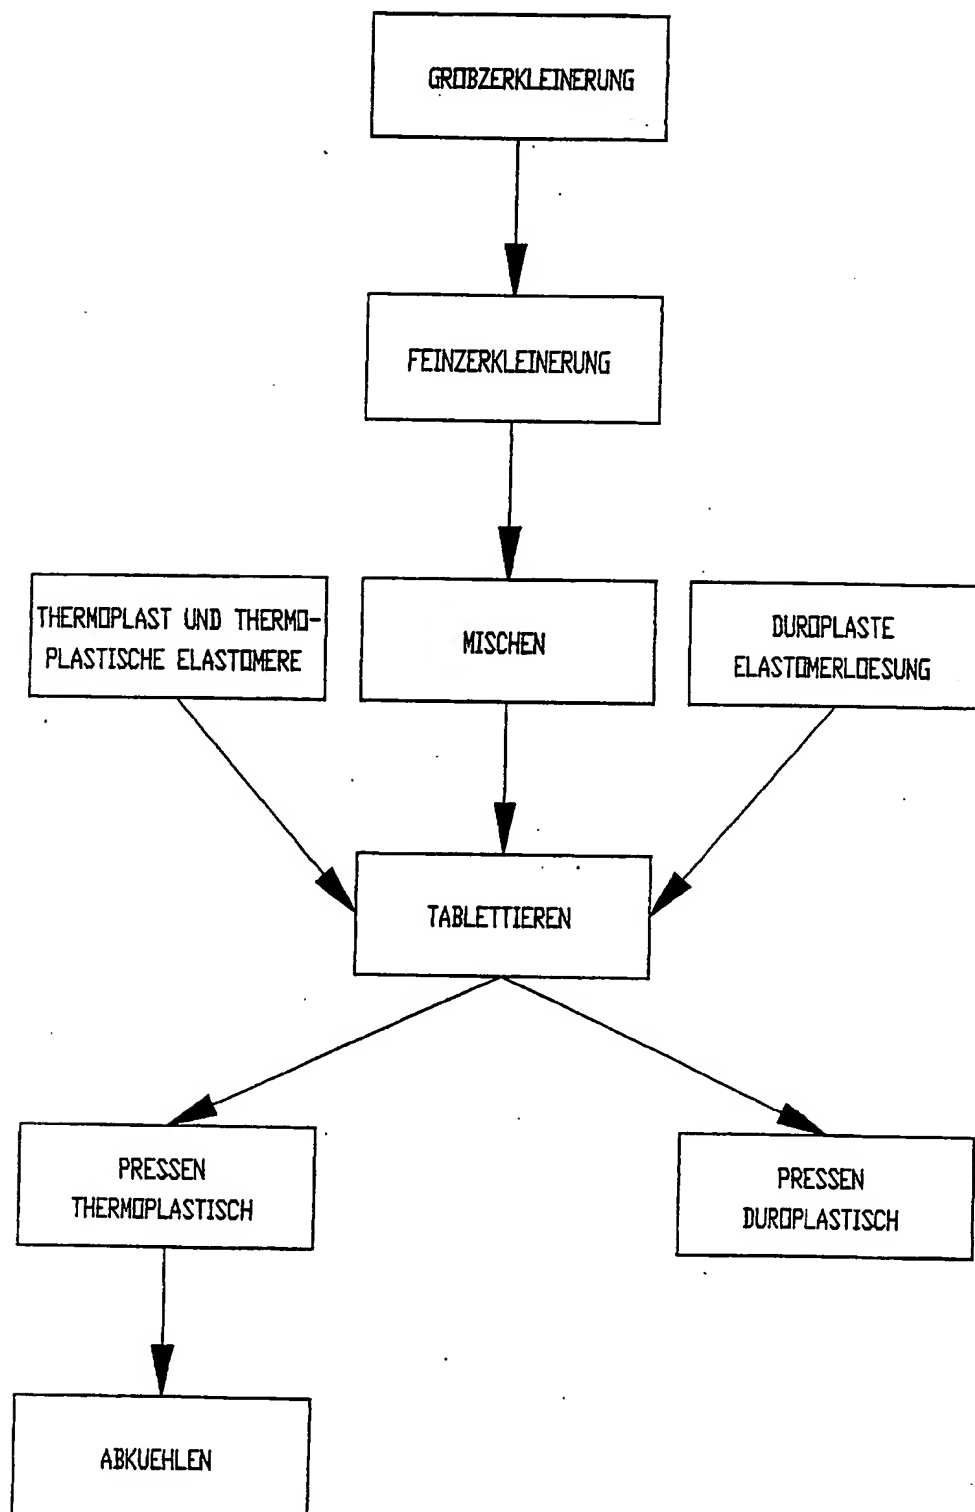 GROBZERKLEINERUNG
FEINZERKLEINERUNG
THERMOPLAST UND THERMO-
PLASTISCHE ELASTOMERE
MISCHEN
DUROPLASTE
ELASTOMERLOESUNG
TABLETTIEREN
PRESSEN
THERMOPLASTISCH
PRESSEN
DUROPLASTISCH
ABKUEHLEN